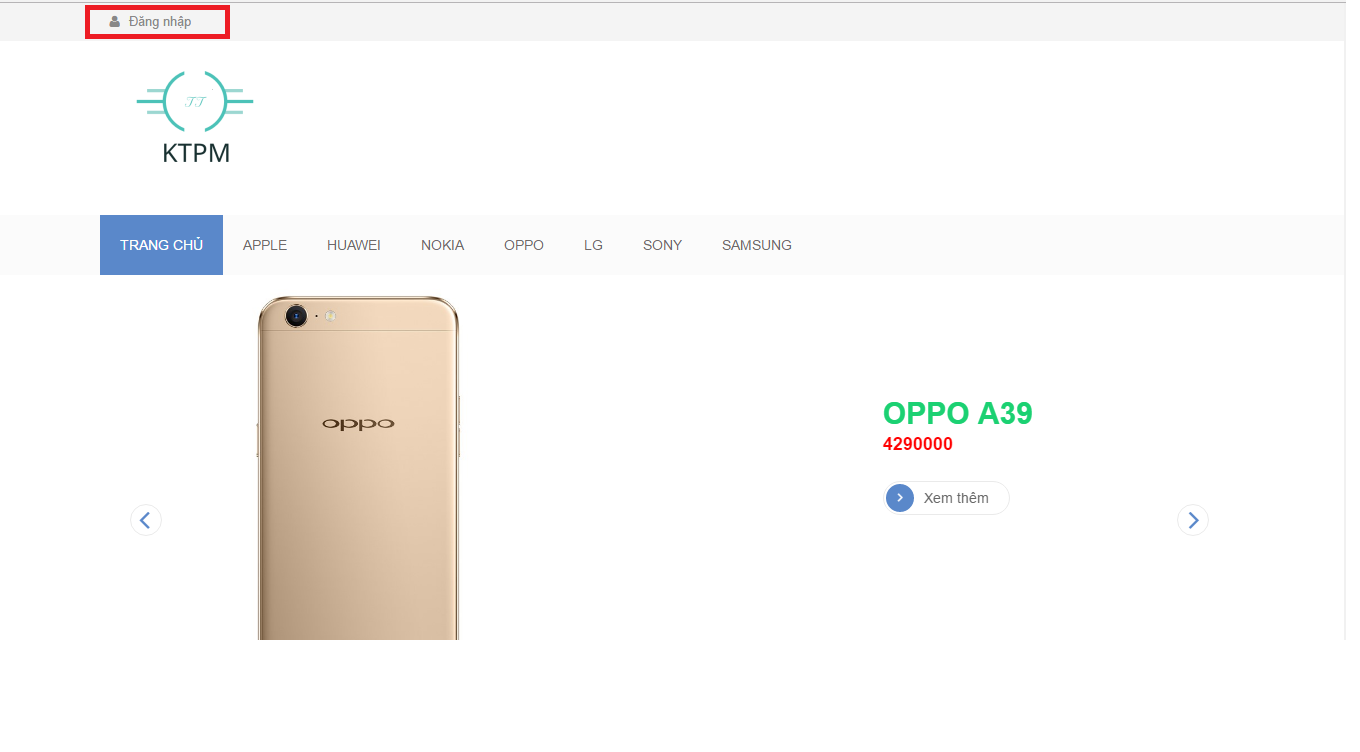 Đăng nhập
TT
KTPM
TRANG CHỦ APPLE HUAWEI NOKIA OPPO LG SONY SAMSUNG
oppo
OPPO A39
4290000
Xem thêm